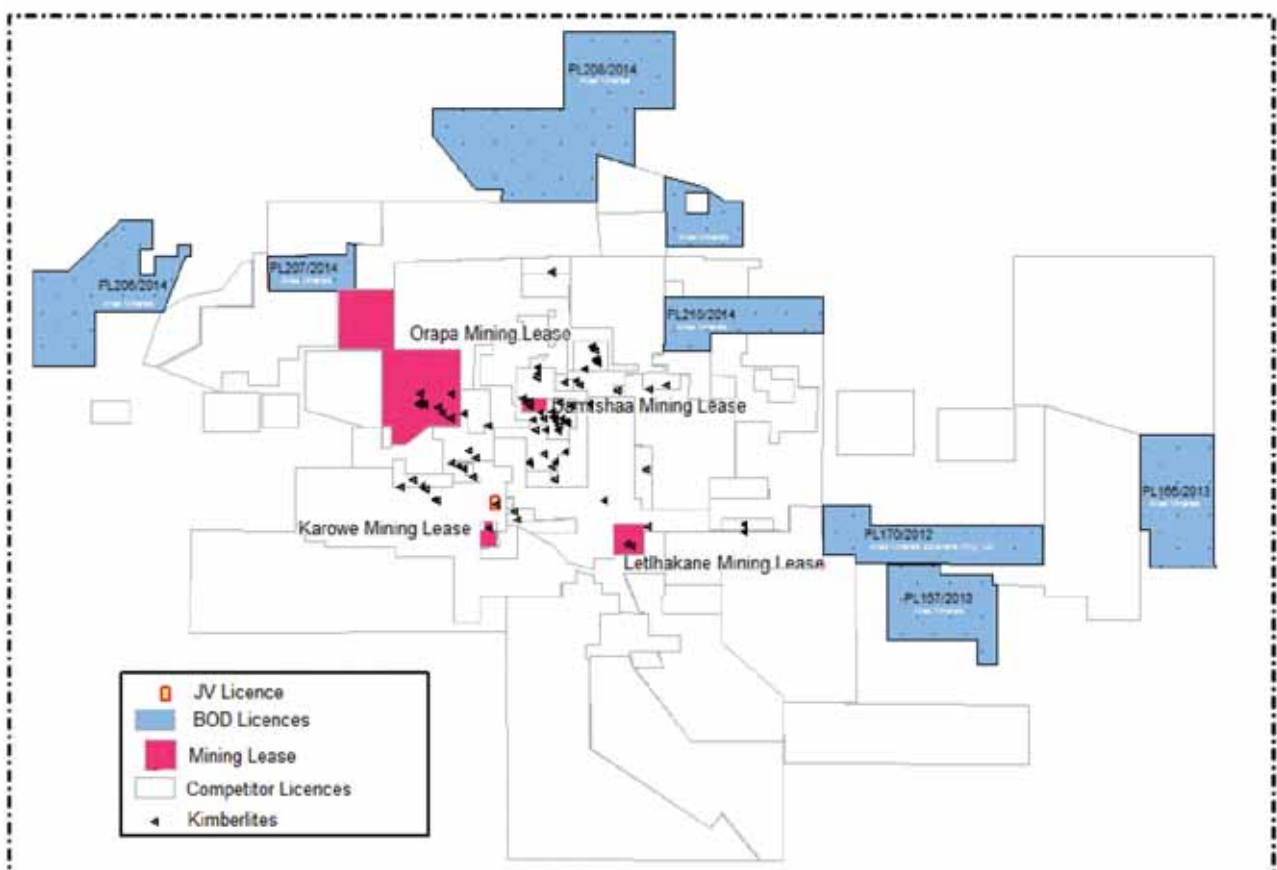 PL208/2014
PL206/2014
PL207/2014
PL210/2014
Orapa Mining Lease
Damtshaa Mining Lease
PL166/2013
Karowe Mining Lease
PL170/2012
Letlhakane Mining Lease
PL157/2013
JV Licence
BOD Licences
Mining Lease
Competitor Licences
Kimberlites